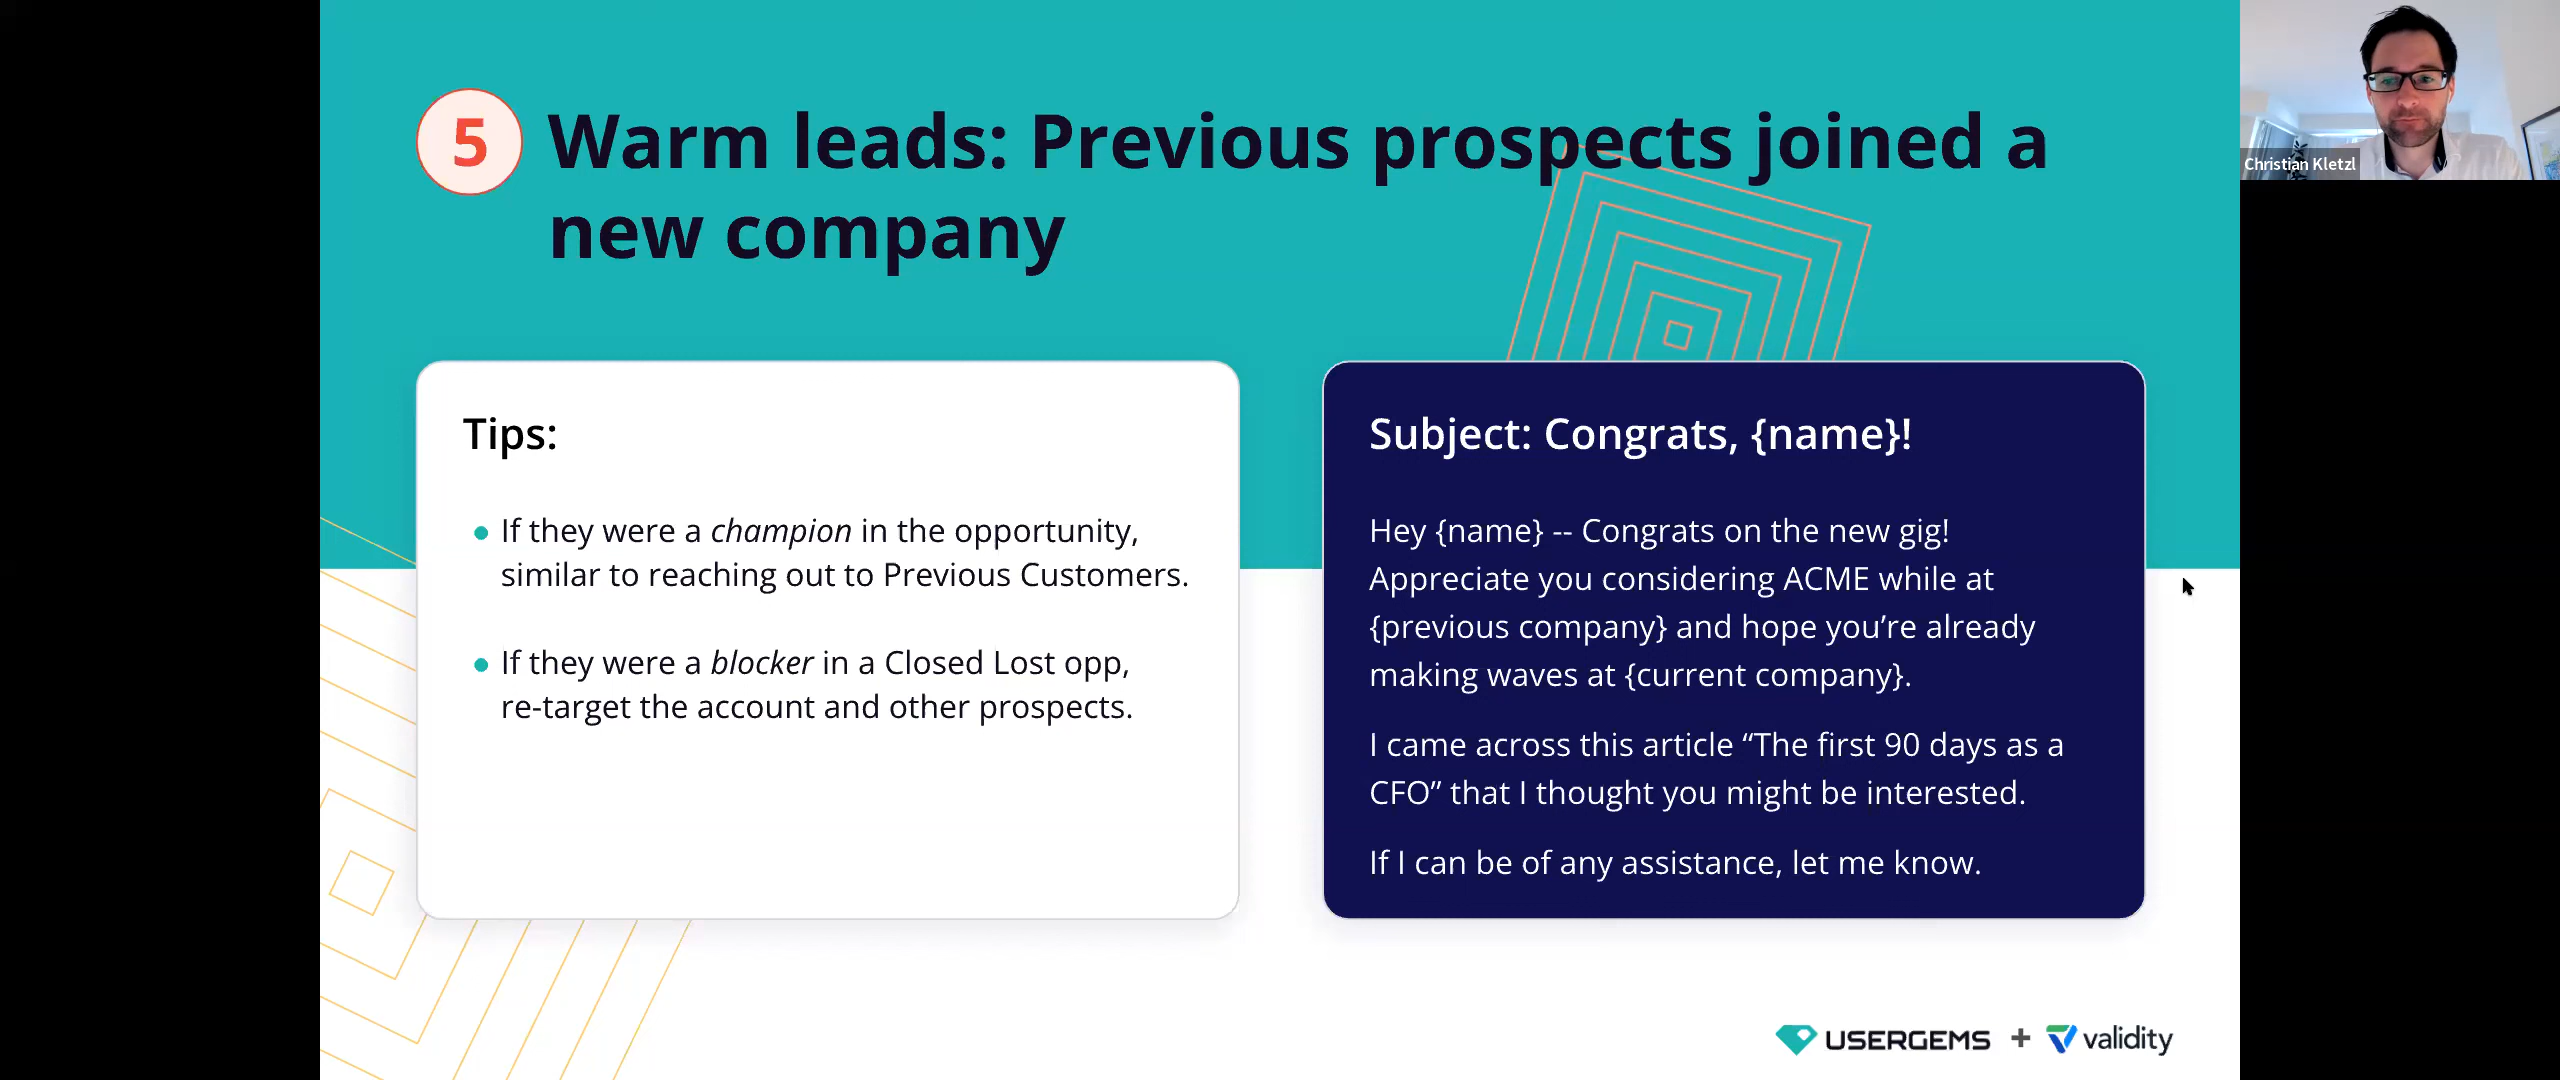 5 Warm leads: Previous prospects joined a
new company
Christian Kletzl
Tips:
If they were a champion in the opportunity,
similar to reaching out to Previous Customers.
If they were a blocker in a Closed Lost opp,
re-target the account and other prospects.
Subject: Congrats, {name}!
Hey {name} -- Congrats on the new gig!
Appreciate you considering ACME while at
{previous company} and hope you’re already
making waves at {current company}.
I came across this article “The first 90 days as a
CFO” that I thought you might be interested.
If I can be of any assistance, let me know.
USERGEMS + validity